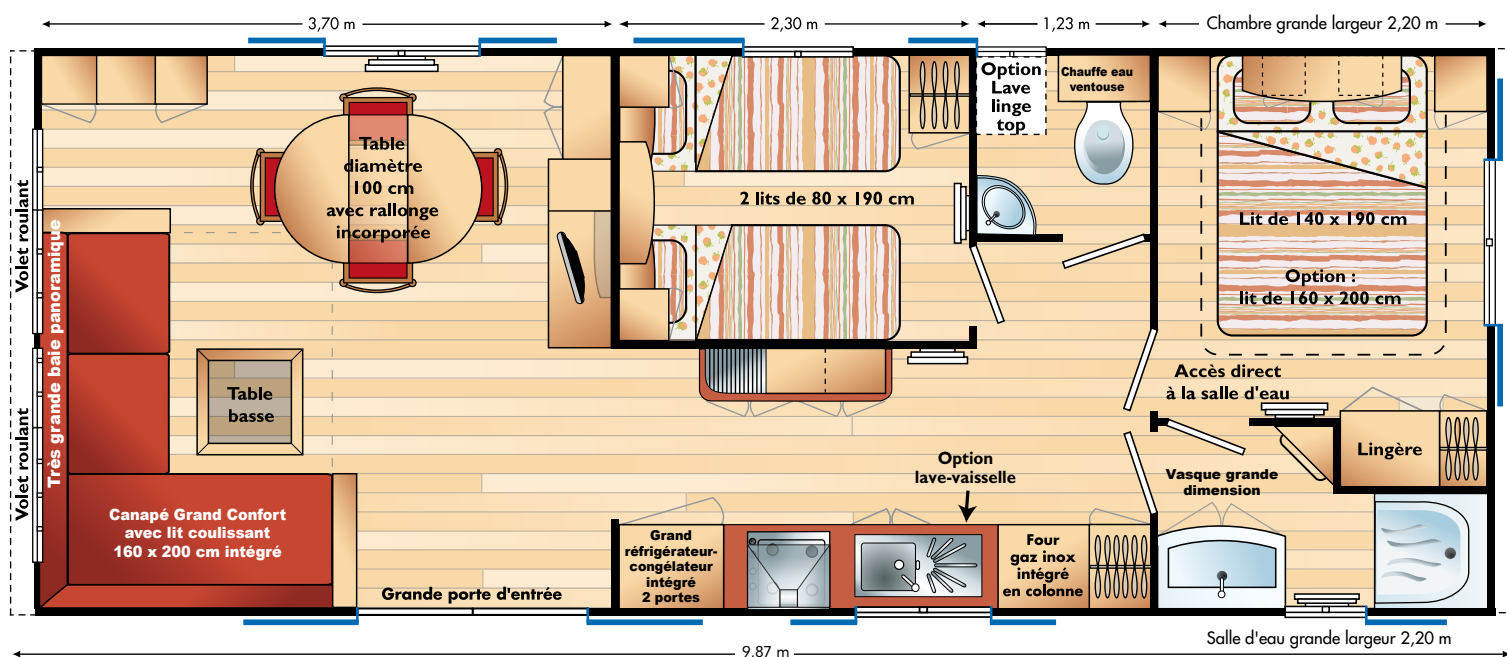 3,70 m
2,30 m
1,23 m
Chambre grande largeur 2,20 m
Volet roulant
Volet roulant
Très grande baie panoramique
Table
diamètre
100 cm
avec rallonge
incorporée
Table
basse
Canapé Grand Confort
avec lit coulissant
160 x 200 cm intégré
Grande porte d'entrée
2 lits de 80 x 190 cm
Option
Lave
linge
top
Chauffe eau
ventouse
Lit de 140 x 190 cm
Option :
lit de 160 x 200 cm
Accès direct
à la salle d'eau
Lingère
Vasque grande
dimension
Option
lave-vaisselle
Grand
réfrigérateur-
congélateur
intégré
2 portes
Four
gaz inox
intégré
en colonne
Salle d'eau grande largeur 2,20 m
9,87 m